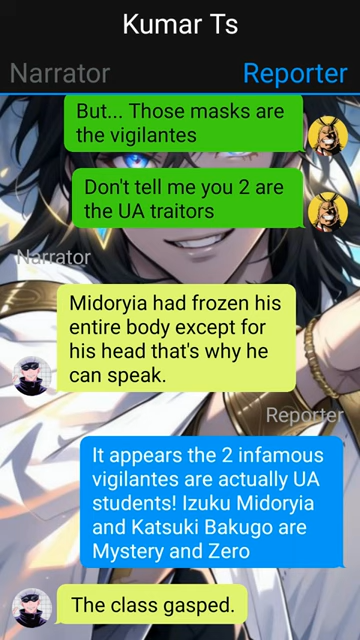 Kumar Ts
Narrator
Reporter
But... Those masks are
the vigilantes
Don't tell me you 2 are
the UA traitors
Narrator
Midoryia had frozen his
entire body except for
his head that's why he
can speak.
Reporter
It appears the 2 infamous
vigilantes are actually UA
students! Izuku Midoryia
and Katsuki Bakugo are
Mystery and Zero
The class gasped.